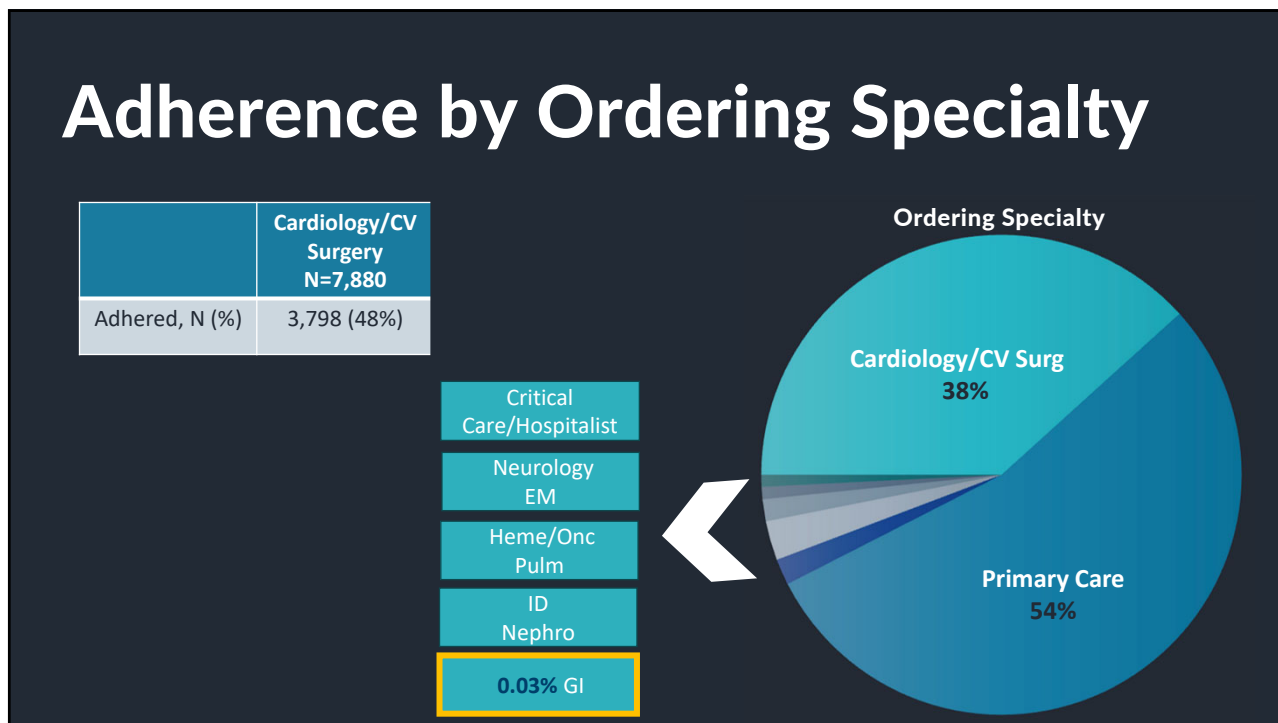 Adherence by Ordering Specialty
Cardiology/CV
Surgery
N=7,880
Adhered, N (%)
3,798 (48%)
Ordering Specialty
Cardiology/CV Surg
38%
Primary Care
54%
Critical
Care/Hospitalist
Neurology
EM
Heme/Onc
Pulm
ID
Nephro
0.03% GI